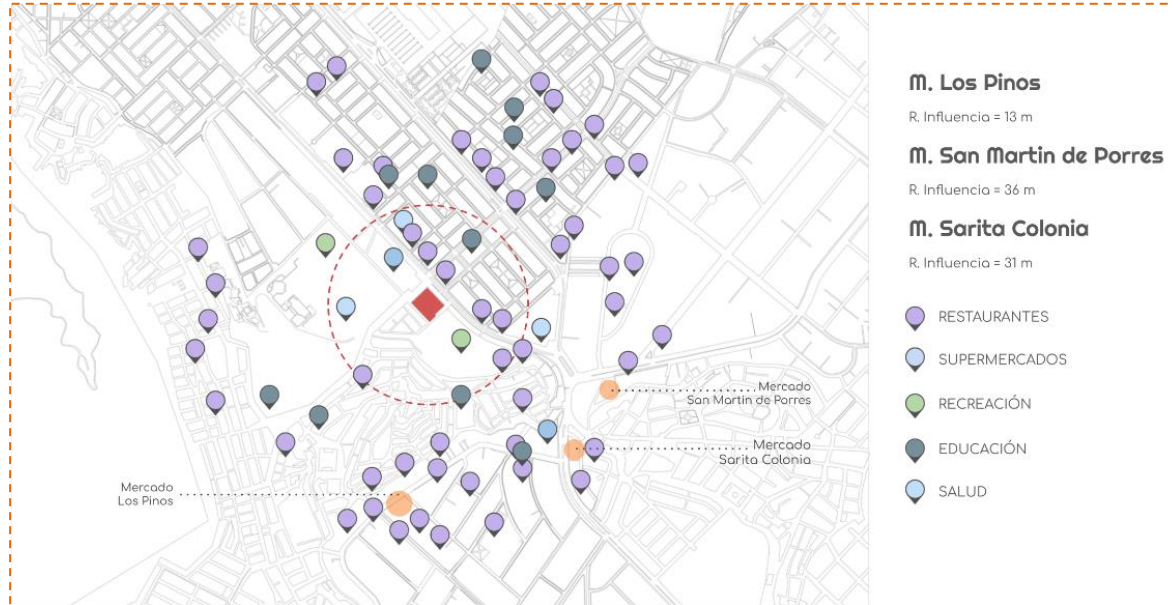 M. Los Pinos
R. Influencia = 13 m
M. San Martin de Porres
R. Influencia = 36 m
M. Sarita Colonia
R. Influencia = 31 m
RESTAURANTES
SUPERMERCADOS
RECREACIÓN
EDUCACIÓN
SALUD
Mercado
San Martin de Porres
Mercado
Sarita Colonia
Mercado
Los Pinos